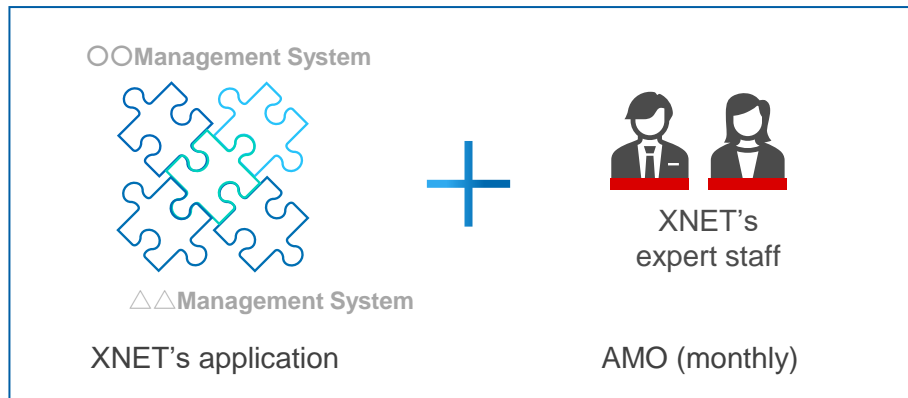 〇〇Management System
XNET’s
expert staff
△△Management System
XNET’s application
AMO (monthly)